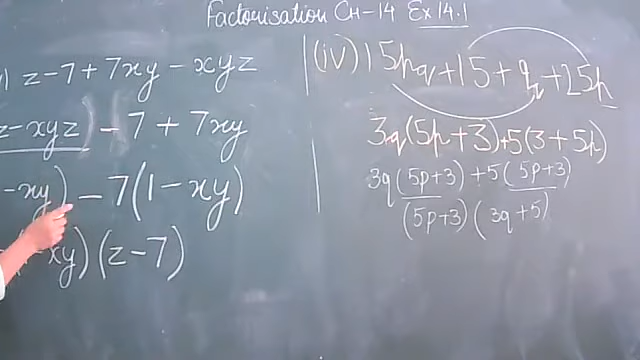 Factorisation CH-14 Ex 14.1
) z-7+7xy-xyz
z-xyz) -7+7xy
-xy) -7(1-xy)
-xy)(z-7)
(iv) 15pq+15+9q+25p
3q(5p+3)+5(3+5p)
3q(5p+3)+5(5p+3)
(5p+3)(3q+5)